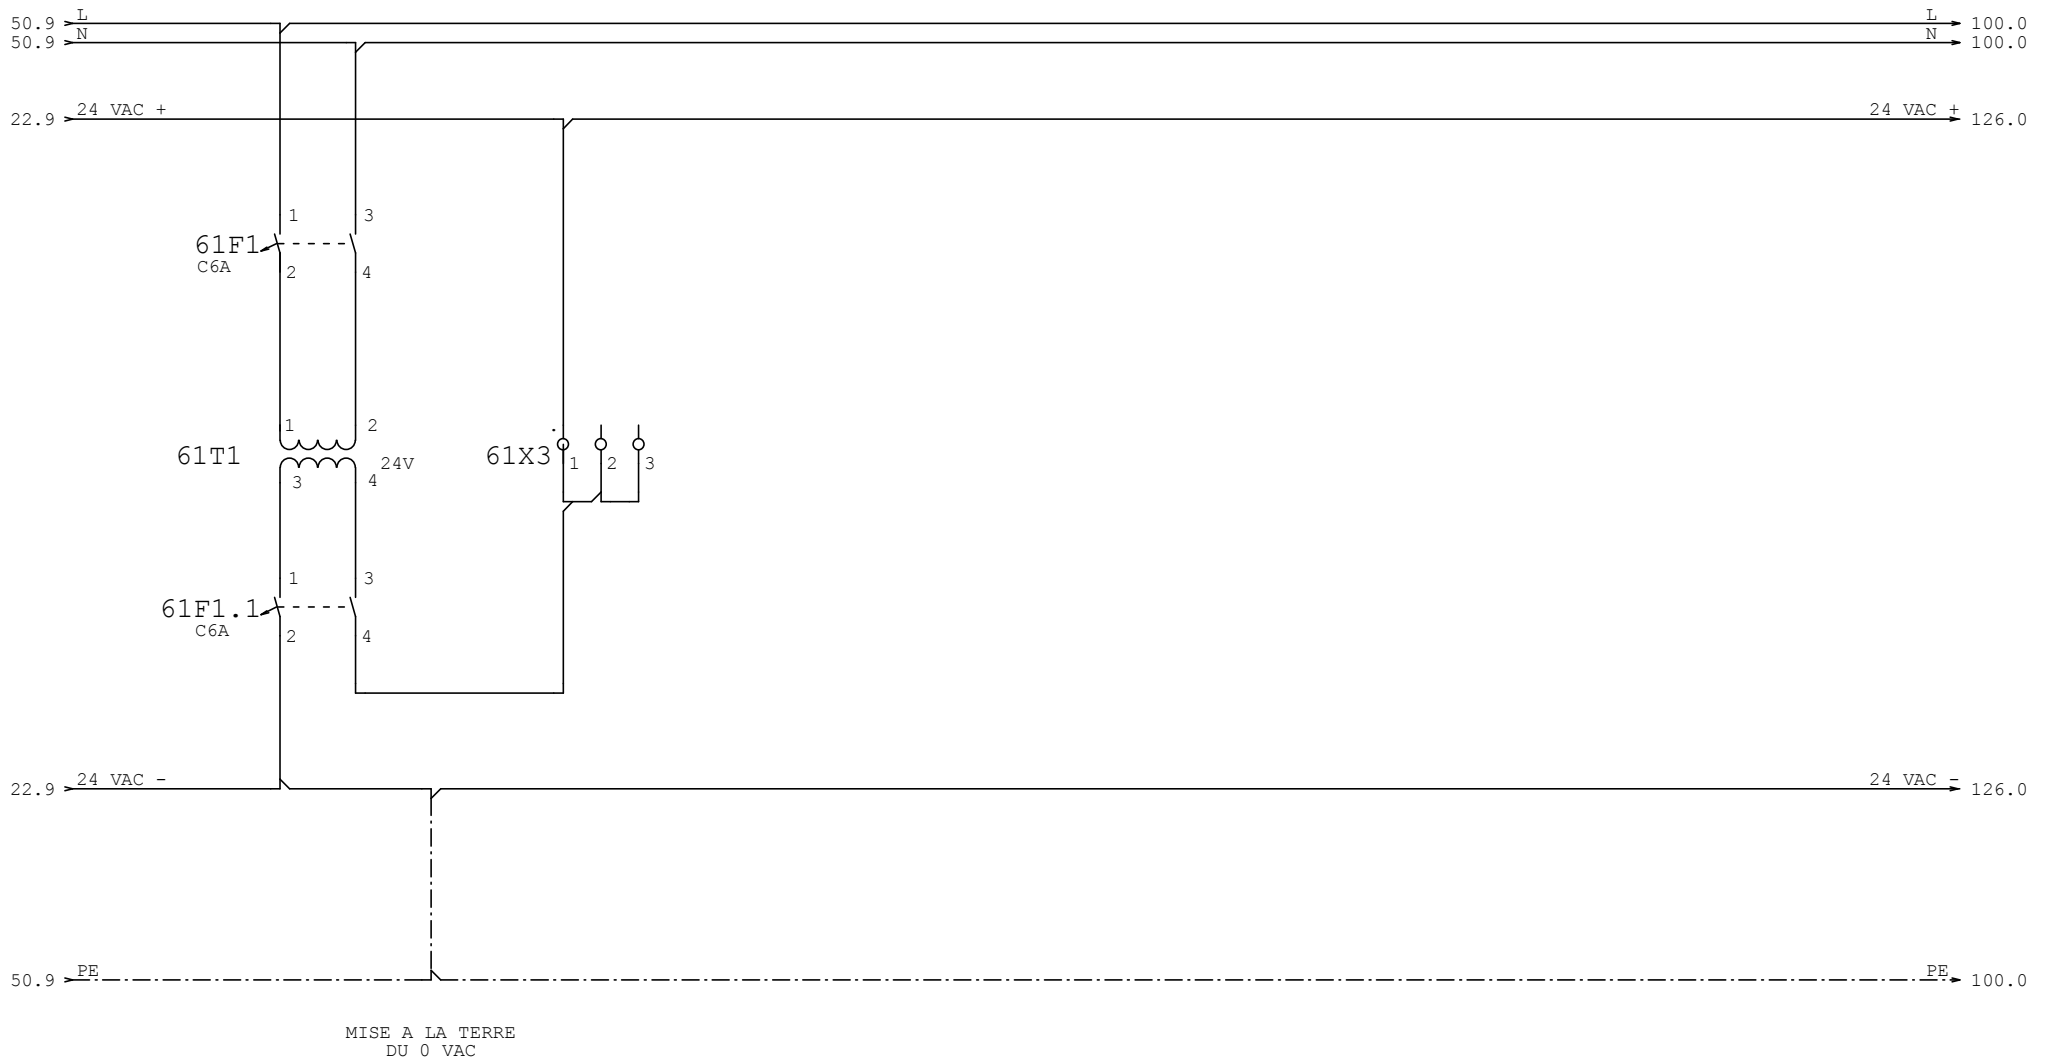 50.9 L L 100.0
50.9 N N 100.0
22.9 24 VAC + 24 VAC + 126.0
1 3
61F1
C6A
2 4
1 2
61T1 24V 61X3 1 2 3
3 4
1 3
61F1.1
C6A
2 4
22.9 24 VAC - 24 VAC - 126.0
50.9 PE PE 100.0
MISE A LA TERRE
DU 0 VAC